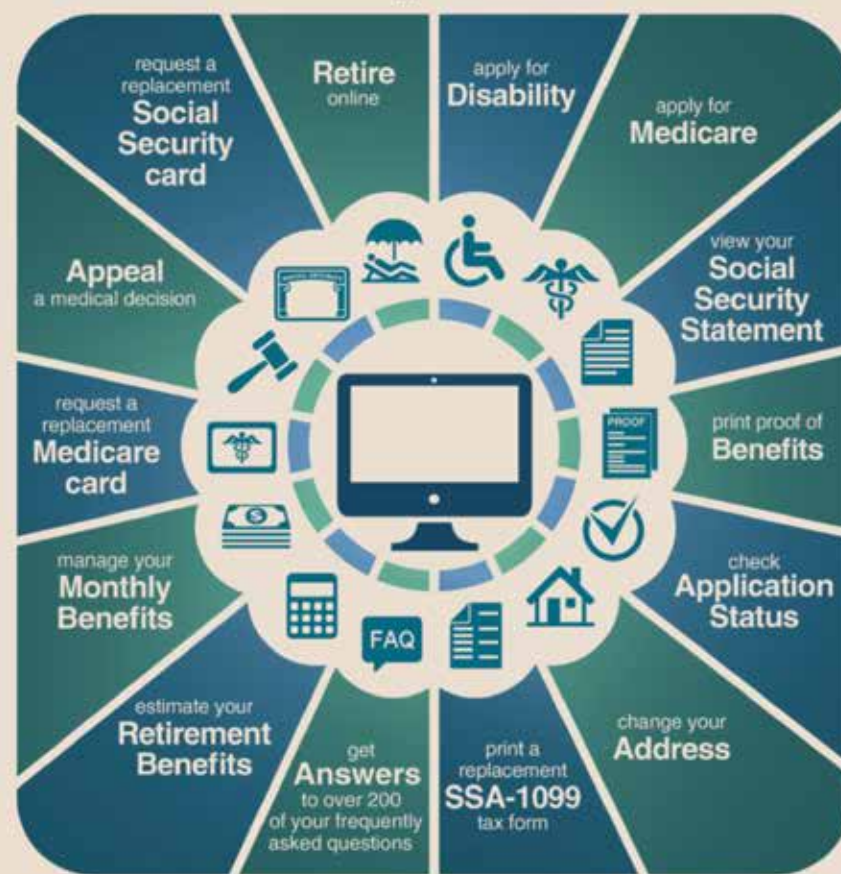 request a
replacement
Social
Security
card
Retire
online
apply for
Disability
apply for
Medicare
view your
Social
Security
Statement
print proof of
Benefits
check
Application
Status
change your
Address
print a
replacement
SSA-1099
tax form
get
Answers
to over 200
of your frequently
asked questions
estimate your
Retirement
Benefits
manage your
Monthly
Benefits
request a
replacement
Medicare
card
Appeal
a medical decision
PROOF
FAQ
$